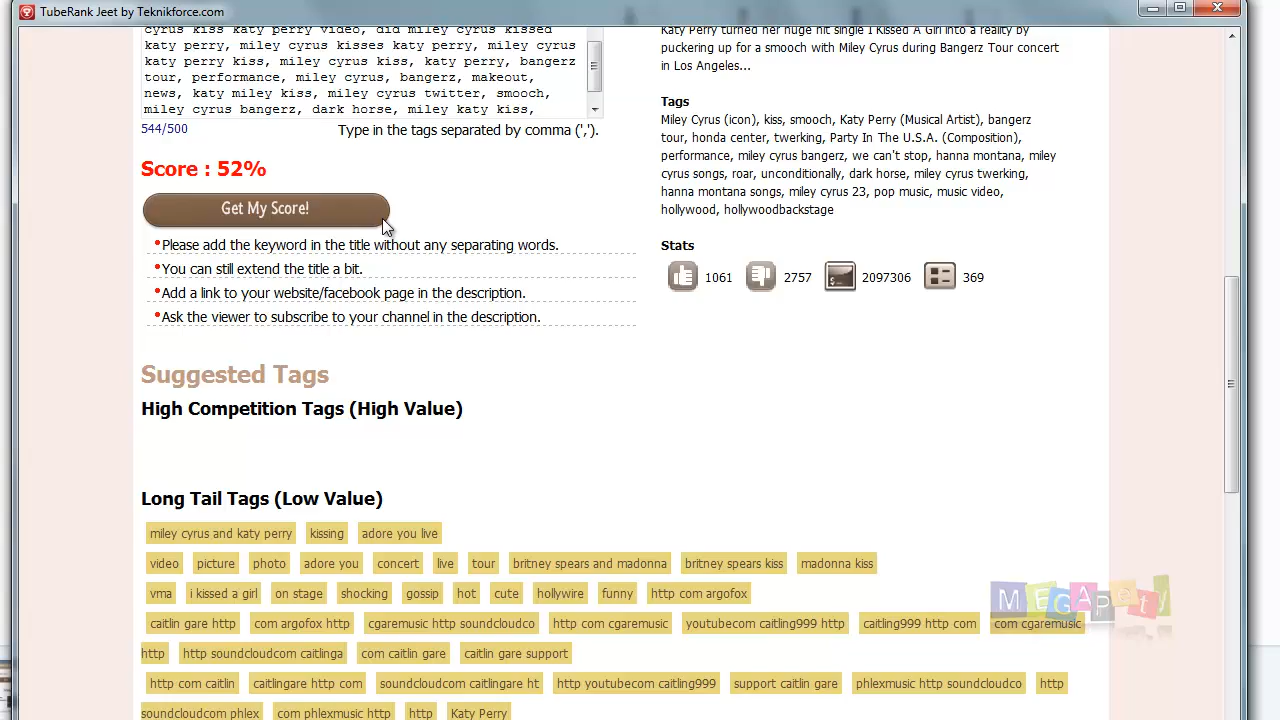 TubeRank Jeet by Teknikforce.com
cyrus kiss katy perry video, did miley cyrus kissed
katy perry, miley cyrus kisses katy perry, miley cyrus
katy perry kiss, miley cyrus kiss, katy perry, bangerz
tour, performance, miley cyrus, bangerz, makeout,
news, katy miley kiss, miley cyrus twitter, smooch,
miley cyrus bangerz, dark horse, miley katy kiss,
544/500
Type in the tags separated by comma (',').
Score : 52%
Get My Score!
Please add the keyword in the title without any separating words.
You can still extend the title a bit.
Add a link to your website/facebook page in the description.
Ask the viewer to subscribe to your channel in the description.
Katy Perry turned her huge hit single I Kissed A Girl into a reality by
puckering up for a smooch with Miley Cyrus during Bangerz Tour concert
in Los Angeles...
Tags
Miley Cyrus (icon), kiss, smooch, Katy Perry (Musical Artist), bangerz
tour, honda center, twerking, Party In The U.S.A. (Composition),
performance, miley cyrus bangerz, we can't stop, hanna montana, miley
cyrus songs, roar, unconditionally, dark horse, miley cyrus twerking,
hanna montana songs, miley cyrus 23, pop music, music video,
hollywood, hollywoodbackstage
Stats
1061 2757 2097306 369
Suggested Tags
High Competition Tags (High Value)
Long Tail Tags (Low Value)
miley cyrus and katy perry kissing adore you live
video picture photo adore you concert live tour britney spears and madonna britney spears kiss madonna kiss
vma i kissed a girl on stage shocking gossip hot cute hollywire funny http com argofox
caitlin gare http com argofox http cgaremusic http soundcloudco http com cgaremusic youtubecom caitling999 http caitling999 http com com cgaremusic
http http soundcloudcom caitlinga com caitlin gare caitlin gare support
http com caitlin caitlingare http com soundcloudcom caitlingare ht http youtubecom caitling999 support caitlin gare phlexmusic http soundcloudco http
soundcloudcom phlex com phlexmusic http http Katy Perry
MEGAPETY